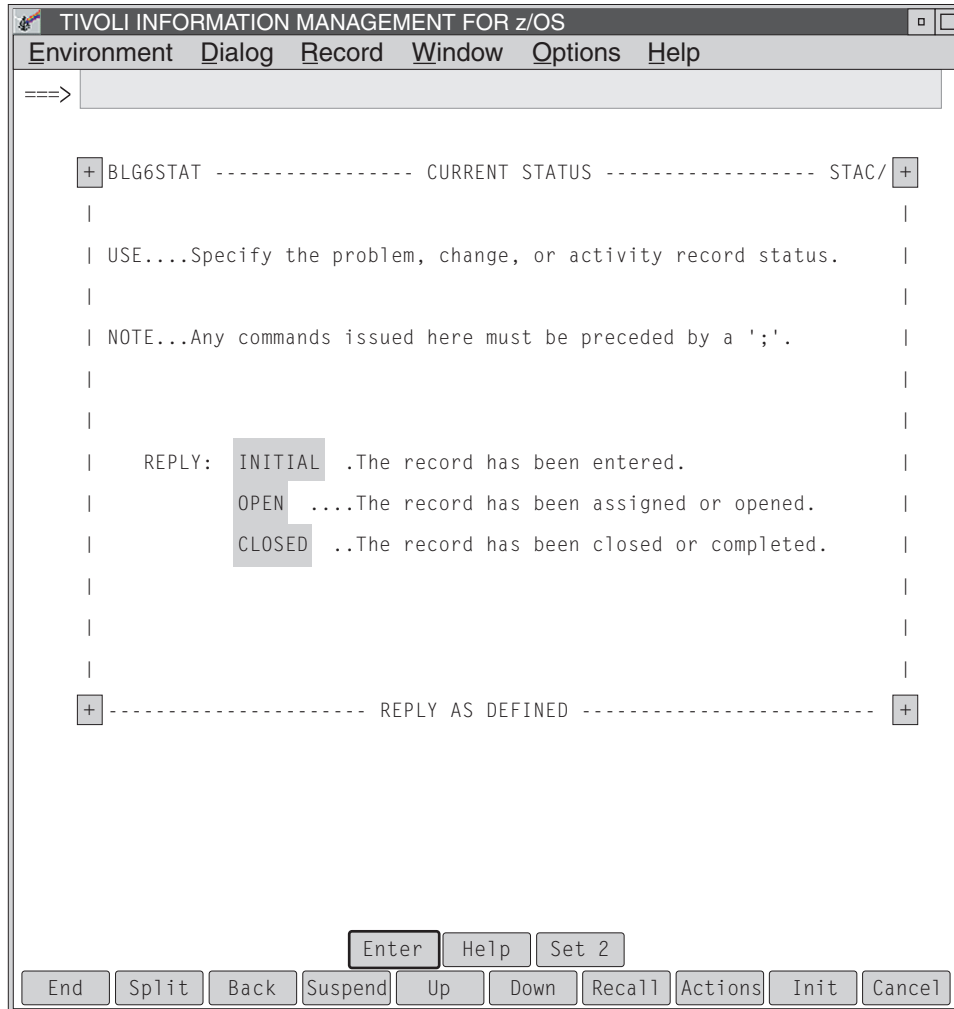 TIVOLI INFORMATION MANAGEMENT FOR z/OS
Environment Dialog Record Window Options Help
===>
+ BLG6STAT ----------------- CURRENT STATUS ------------------ STAC/ +
| |
| USE....Specify the problem, change, or activity record status. |
| |
| NOTE...Any commands issued here must be preceded by a ';'. |
| |
| |
| REPLY: INITIAL .The record has been entered. |
| OPEN ....The record has been assigned or opened. |
| CLOSED ..The record has been closed or completed. |
| |
| |
| |
+ ---------------------- REPLY AS DEFINED ------------------------- +
Enter Help Set 2
End Split Back Suspend Up Down Recall Actions Init Cancel